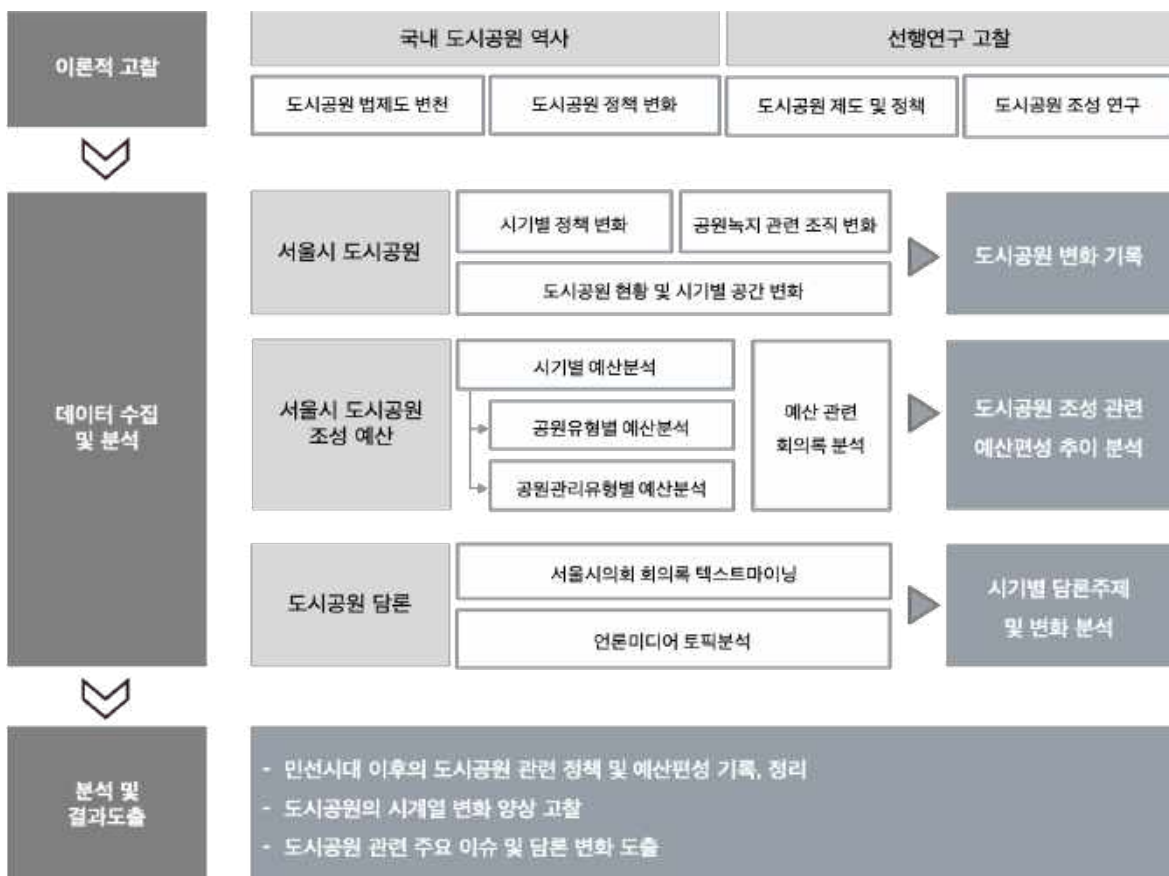 이론적 고찰
국내 도시공원 역사
선행연구 고찰
도시공원 법제도 변천
도시공원 정책 변화
도시공원 제도 및 정책
도시공원 조성 연구
데이터 수집
및 분석
서울시 도시공원
시기별 정책 변화
공원녹지 관련 조직 변화
도시공원 현황 및 시기별 공간 변화
도시공원 변화 기록
서울시 도시공원
조성 예산
시기별 예산분석
공원유형별 예산분석
공원관리유형별 예산분석
예산 관련
회의록 분석
도시공원 조성 관련
예산편성 추이 분석
도시공원 담론
서울시의회 회의록 텍스트마이닝
언론미디어 토픽분석
시기별 담론주제
및 변화 분석
분석 및
결과도출
- 민선시대 이후의 도시공원 관련 정책 및 예산편성 기록, 정리
- 도시공원의 시계열 변화 양상 고찰
- 도시공원 관련 주요 이슈 및 담론 변화 도출